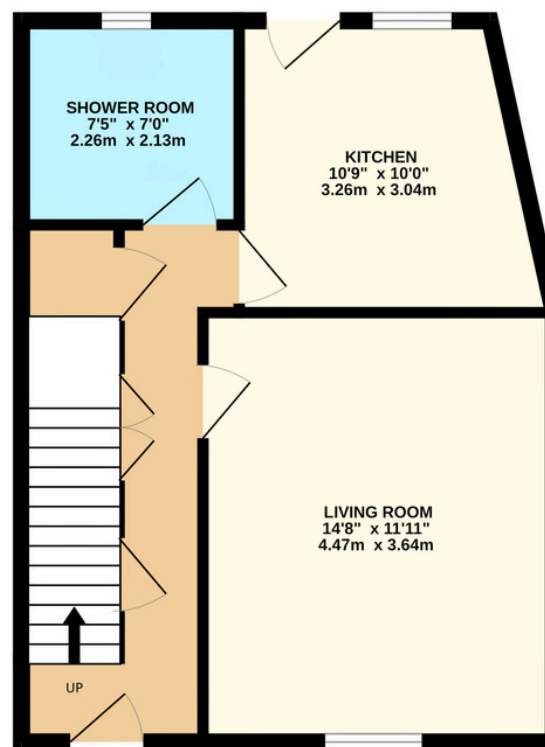 SHOWER ROOM
7'5" x 7'0"
2.26m x 2.13m
KITCHEN
10'9" x 10'0"
3.26m x 3.04m
LIVING ROOM
14'8" x 11'11"
4.47m x 3.64m
UP